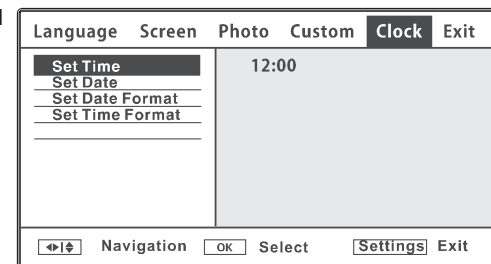 Language Screen Photo Custom Clock Exit
Set Time
12:00
Set Date
Set Date Format
Set Time Format
Navigation OK Select Settings Exit